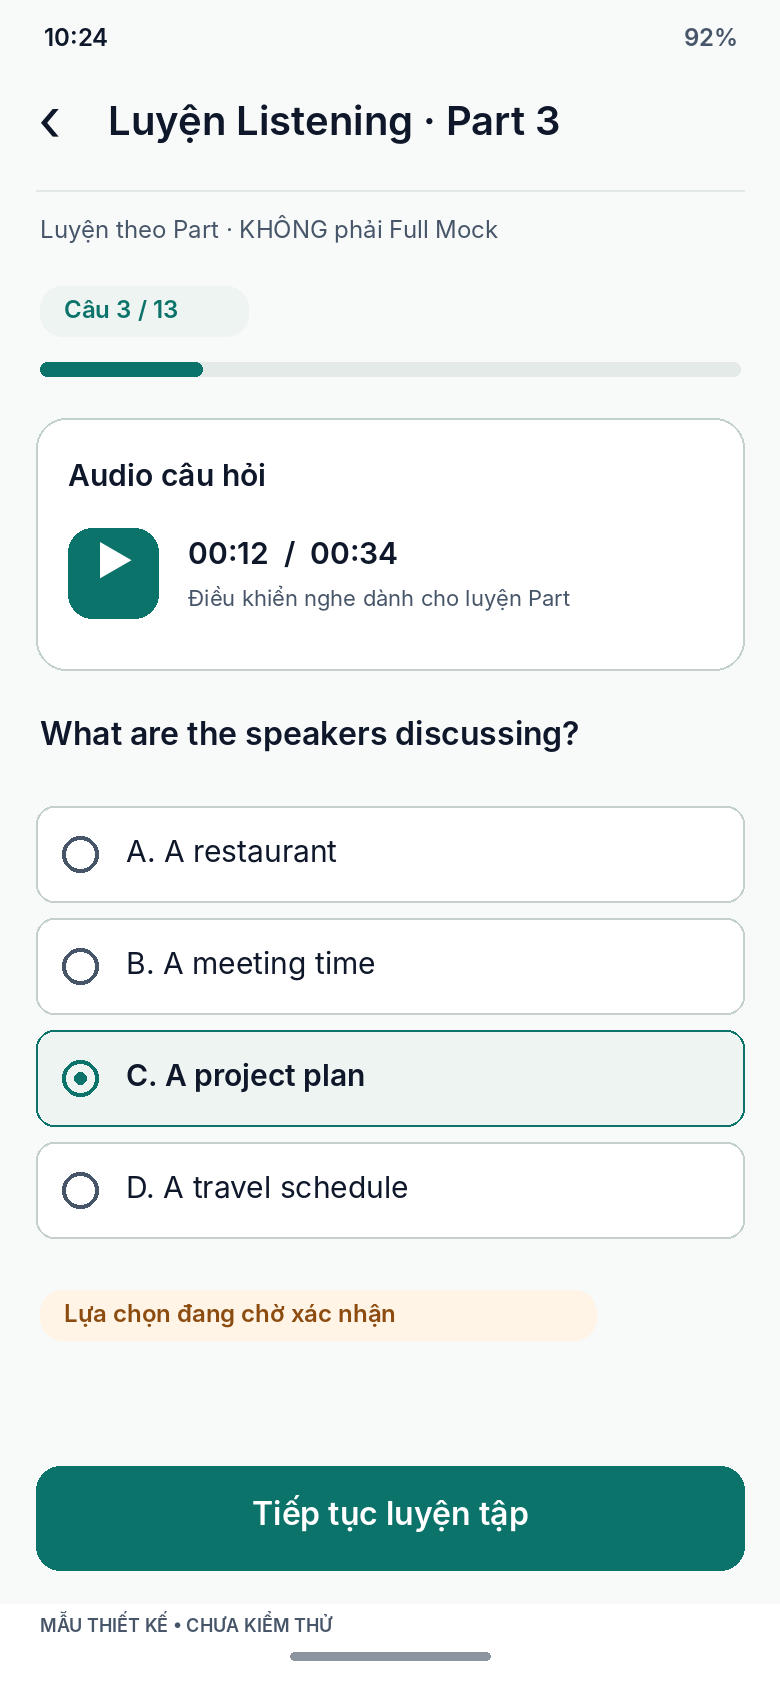 10:24 92%
Luyện Listening · Part 3
Luyện theo Part · KHÔNG phải Full Mock
Câu 3 / 13
Audio câu hỏi
00:12 / 00:34
Điều khiển nghe dành cho luyện Part
What are the speakers discussing?
A. A restaurant
B. A meeting time
C. A project plan
D. A travel schedule
Lựa chọn đang chờ xác nhận
Tiếp tục luyện tập
MẪU THIẾT KẾ • CHƯA KIỂM THỬ